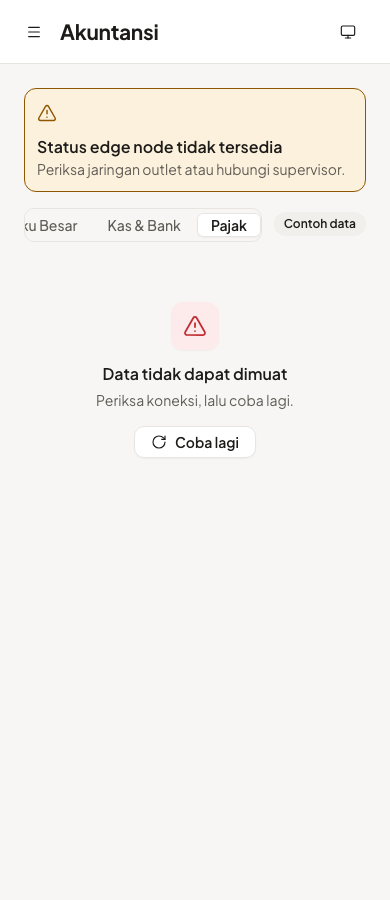 Akuntansi
Status edge node tidak tersedia
Periksa jaringan outlet atau hubungi supervisor.
ku Besar
Kas & Bank
Pajak
Contoh data
Data tidak dapat dimuat
Periksa koneksi, lalu coba lagi.
Coba lagi